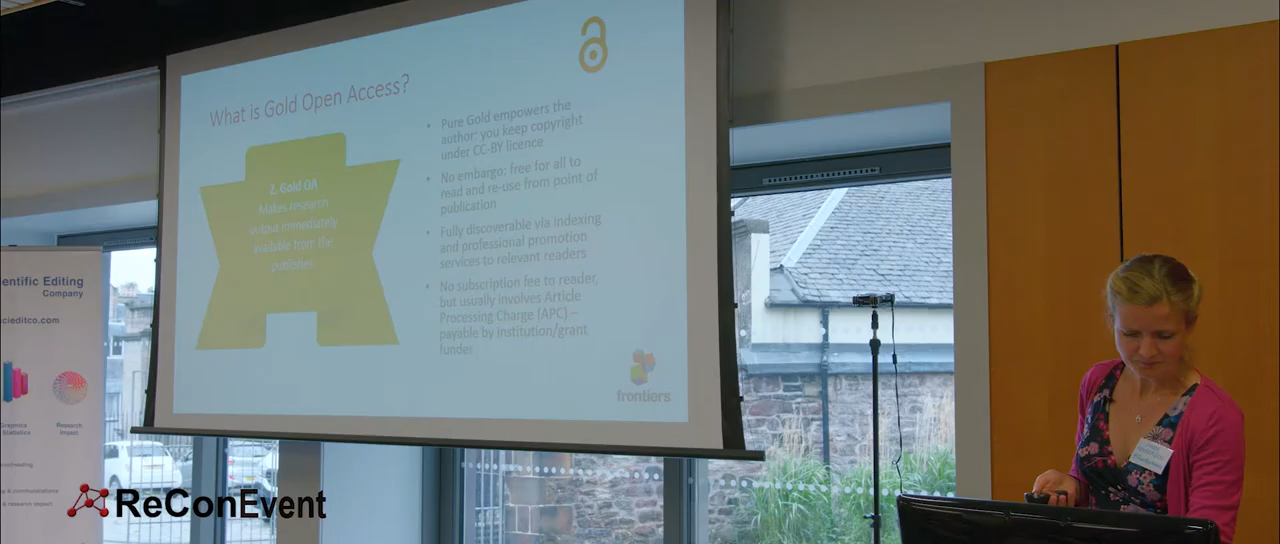 What is Gold Open Access?
2. Gold OA
Makes research
output immediately
available from the
publisher
• Pure Gold empowers the
author: you keep copyright
under CC-BY licence
• No embargo: free for all to
read and re-use from point of
publication
• Fully discoverable via indexing
and professional promotion
services to relevant readers
• No subscription fee to reader,
but usually involves Article
Processing Charge (APC) –
payable by institution/grant
funder
frontiers
entific Editing
Company
scieditco.com
Graphics
Statistics
Research
Impact
ReConEvent